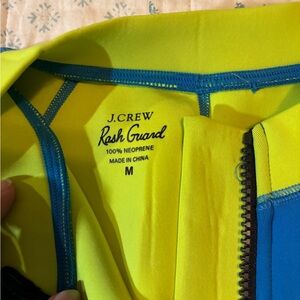 J.CREW
Rash Guard
100% NEOPRENE
MADE IN CHINA
M